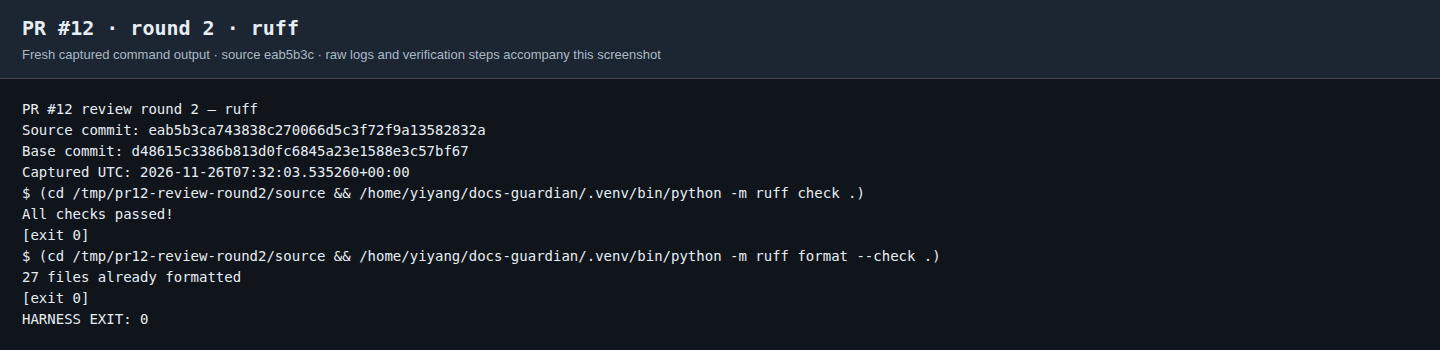 PR #12 · round 2 · ruff
Fresh captured command output · source eab5b3c · raw logs and verification steps accompany this screenshot
PR #12 review round 2 — ruff
Source commit: eab5b3ca743838c270066d5c3f72f9a13582832a
Base commit: d48615c3386b813d0fc6845a23e1588e3c57bf67
Captured UTC: 2026-11-26T07:32:03.535260+00:00
$ (cd /tmp/pr12-review-round2/source && /home/yiyang/docs-guardian/.venv/bin/python -m ruff check .)
All checks passed!
[exit 0]
$ (cd /tmp/pr12-review-round2/source && /home/yiyang/docs-guardian/.venv/bin/python -m ruff format --check .)
27 files already formatted
[exit 0]
HARNESS EXIT: 0